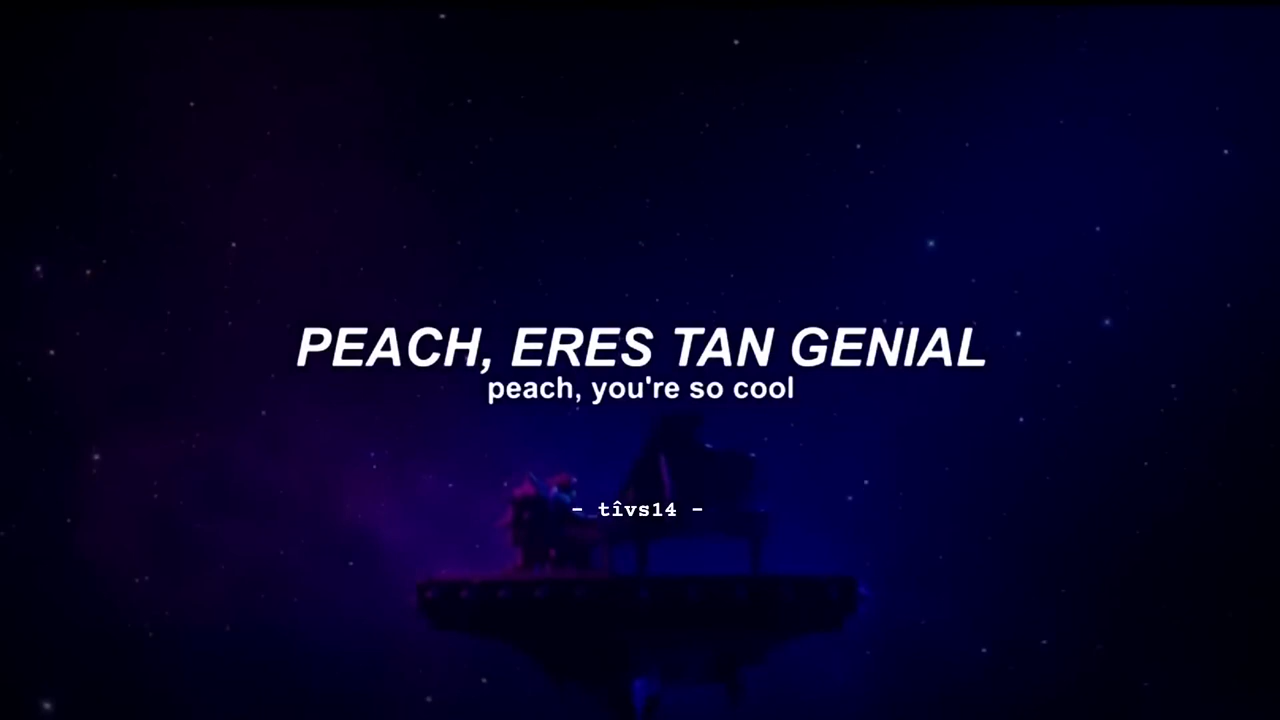 PEACH, ERES TAN GENIAL
peach, you're so cool
- tîvs14 -